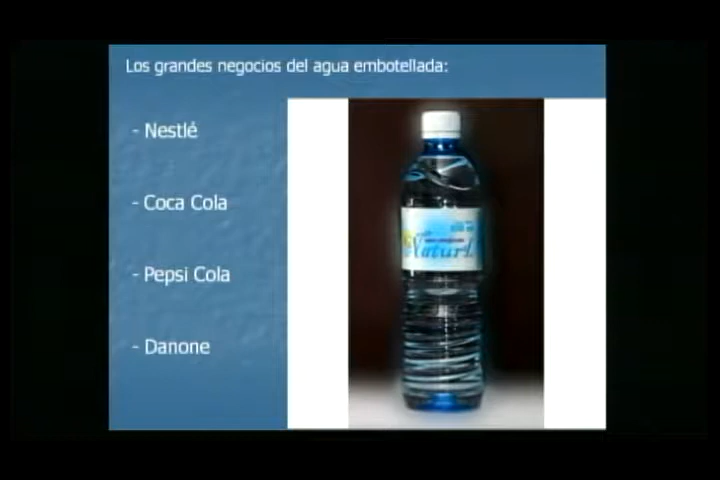 Los grandes negocios del agua embotellada:
- Nestlé
- Coca Cola
- Pepsi Cola
- Danone